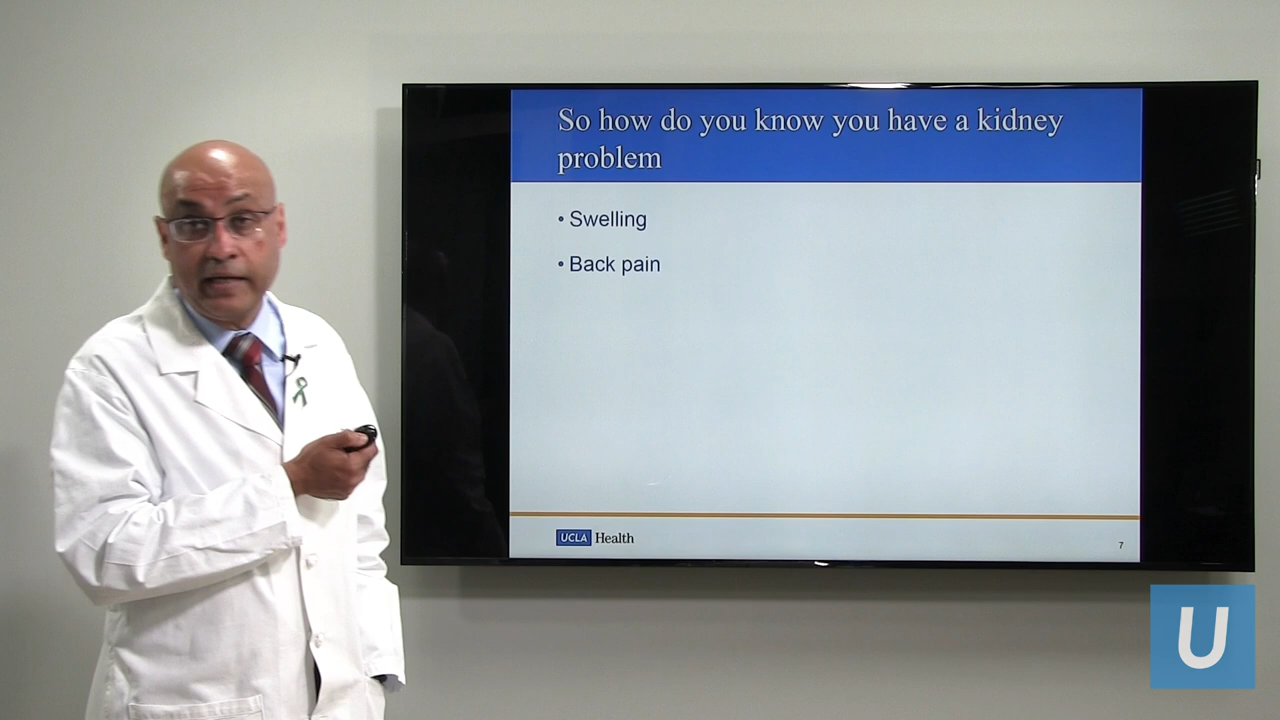 So how do you know you have a kidney
problem
• Swelling
• Back pain
UCLA Health
7
U